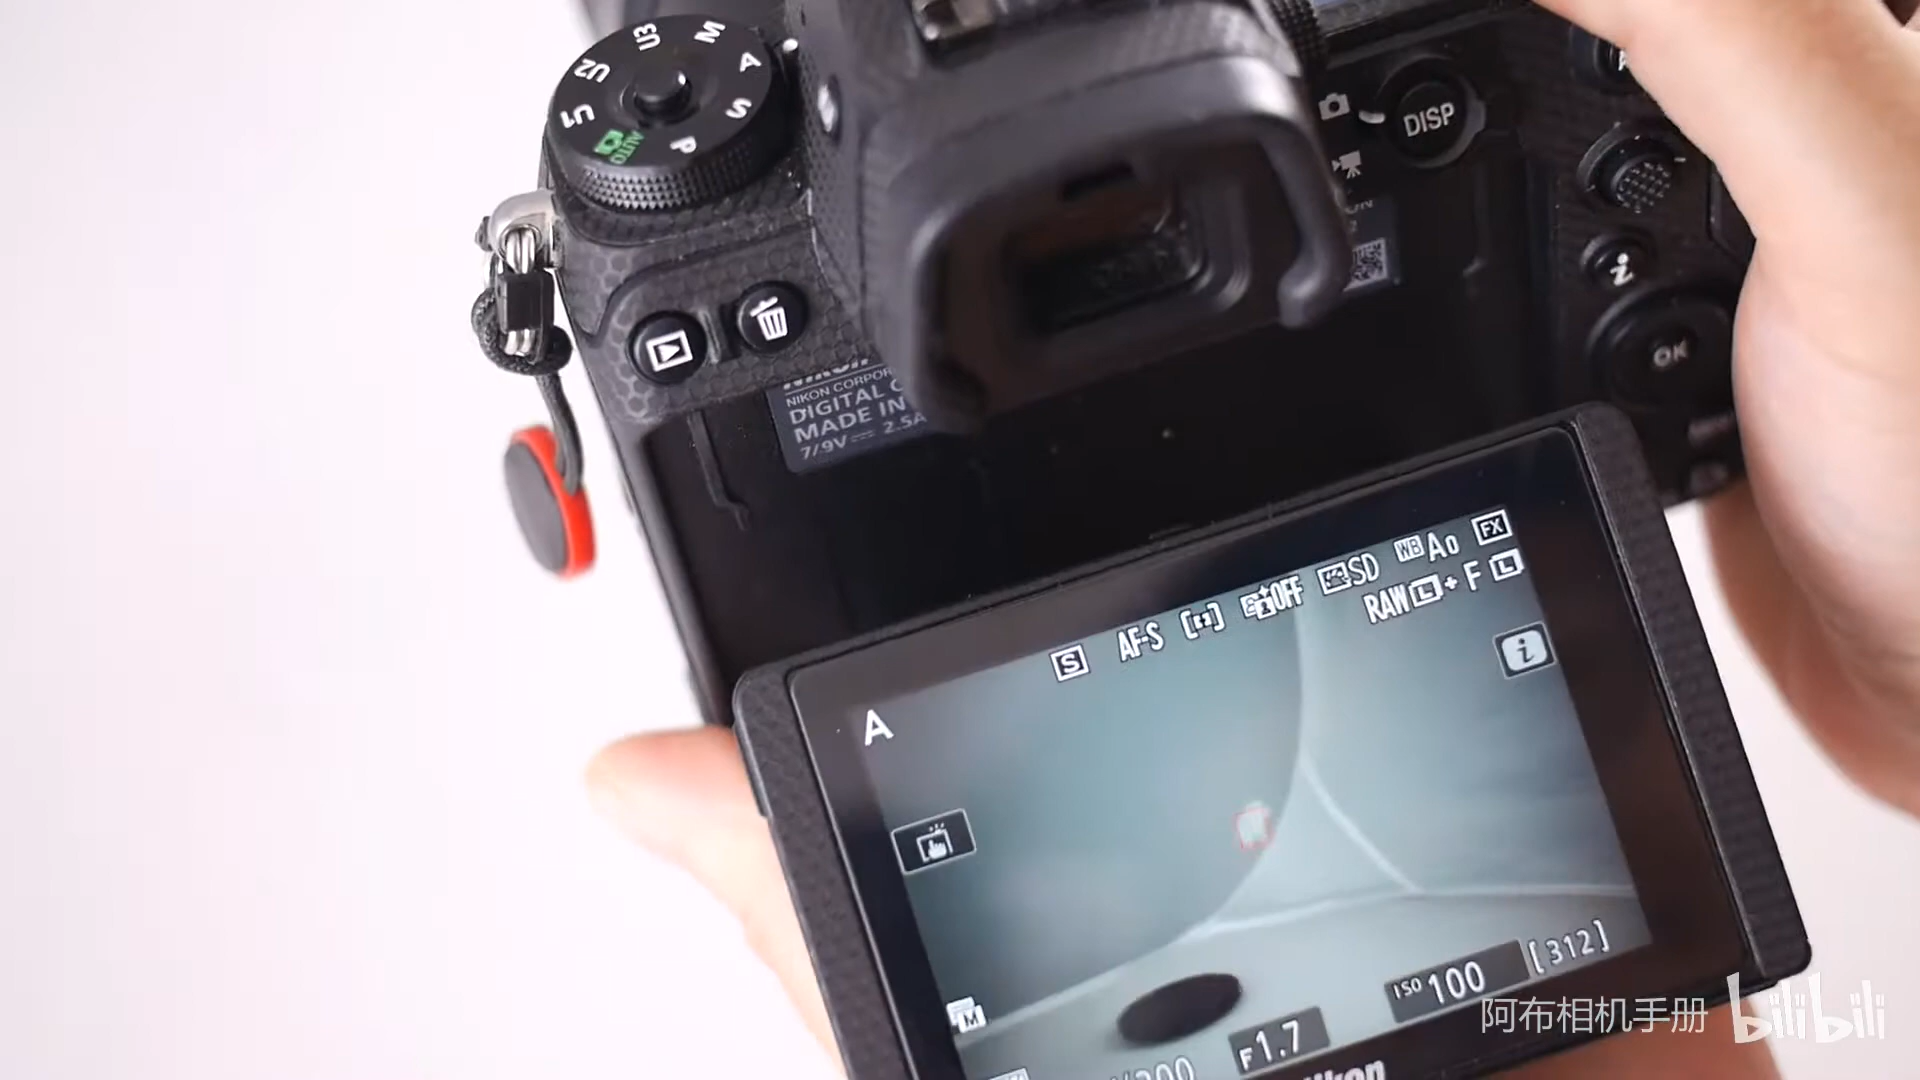 U3
M
U2
A
S
U1
AUTO
P
DISP
i
OK
NIKON CORPOR
DIGITAL C
MADE IN
7/9V 2.5A
S AF-S OFF SD WB A0 FX
RAW L + F L
i
A
M
F1.7
ISO 100
[312]
Nikon
阿布相机手册
bilibili